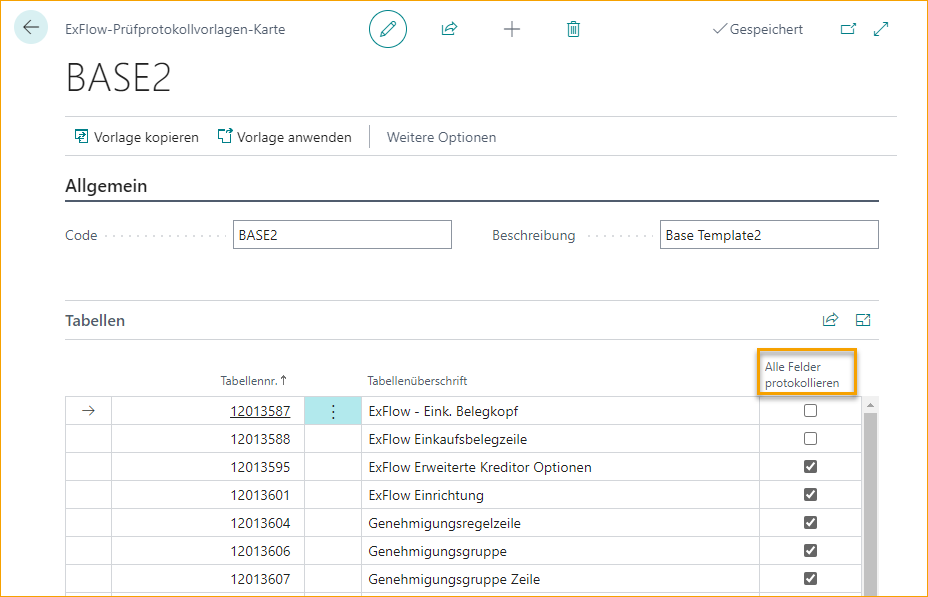 ExFlow-Prüfprotokollvorlagen-Karte
Gespeichert
BASE2
Vorlage kopieren
Vorlage anwenden
Weitere Optionen
Allgemein
Code
BASE2
Beschreibung
Base Template2
Tabellen
Tabellennr.
Tabellenüberschrift
Alle Felder
protokollieren
12013587 ExFlow - Eink. Belegkopf
12013588 ExFlow Einkaufsbelegzeile
12013595 ExFlow Erweiterte Kreditor Optionen
12013601 ExFlow Einrichtung
12013604 Genehmigungsregelzeile
12013606 Genehmigungsgruppe
12013607 Genehmigungsgruppe Zeile